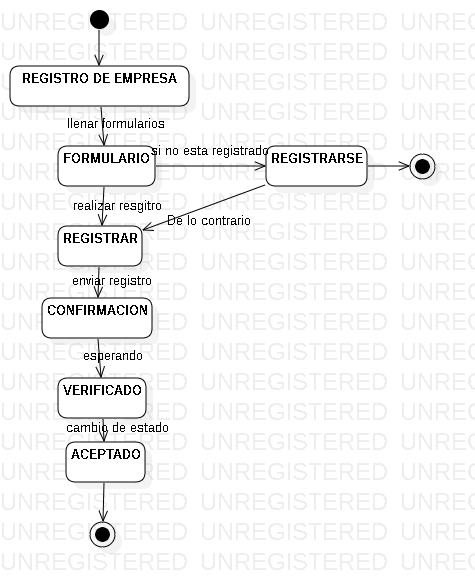 REGISTRO DE EMPRESA
llenar formularios
si no esta registrado
FORMULARIO
REGISTRARSE
realizar resgitro
De lo contrario
REGISTRAR
enviar registro
CONFIRMACION
esperando
VERIFICADO
cambio de estado
ACEPTADO
UNREGISTERED